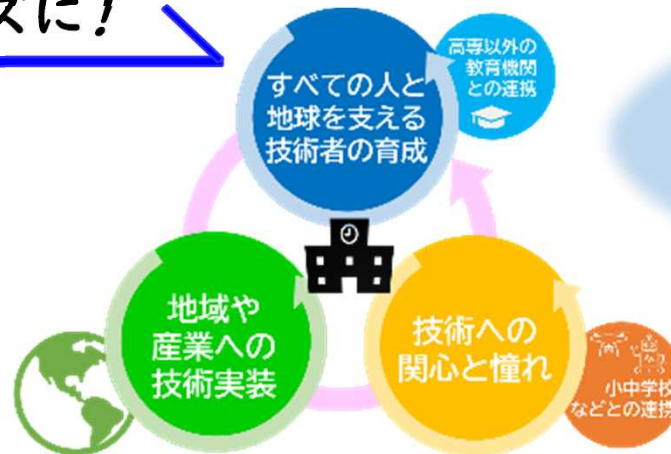 ズに！
すべての人と
地球を支える
技術者の育成
高専以外の
教育機関
との連携
地域や
産業への
技術実装
技術への
関心と憧れ
小中学校
などとの連携